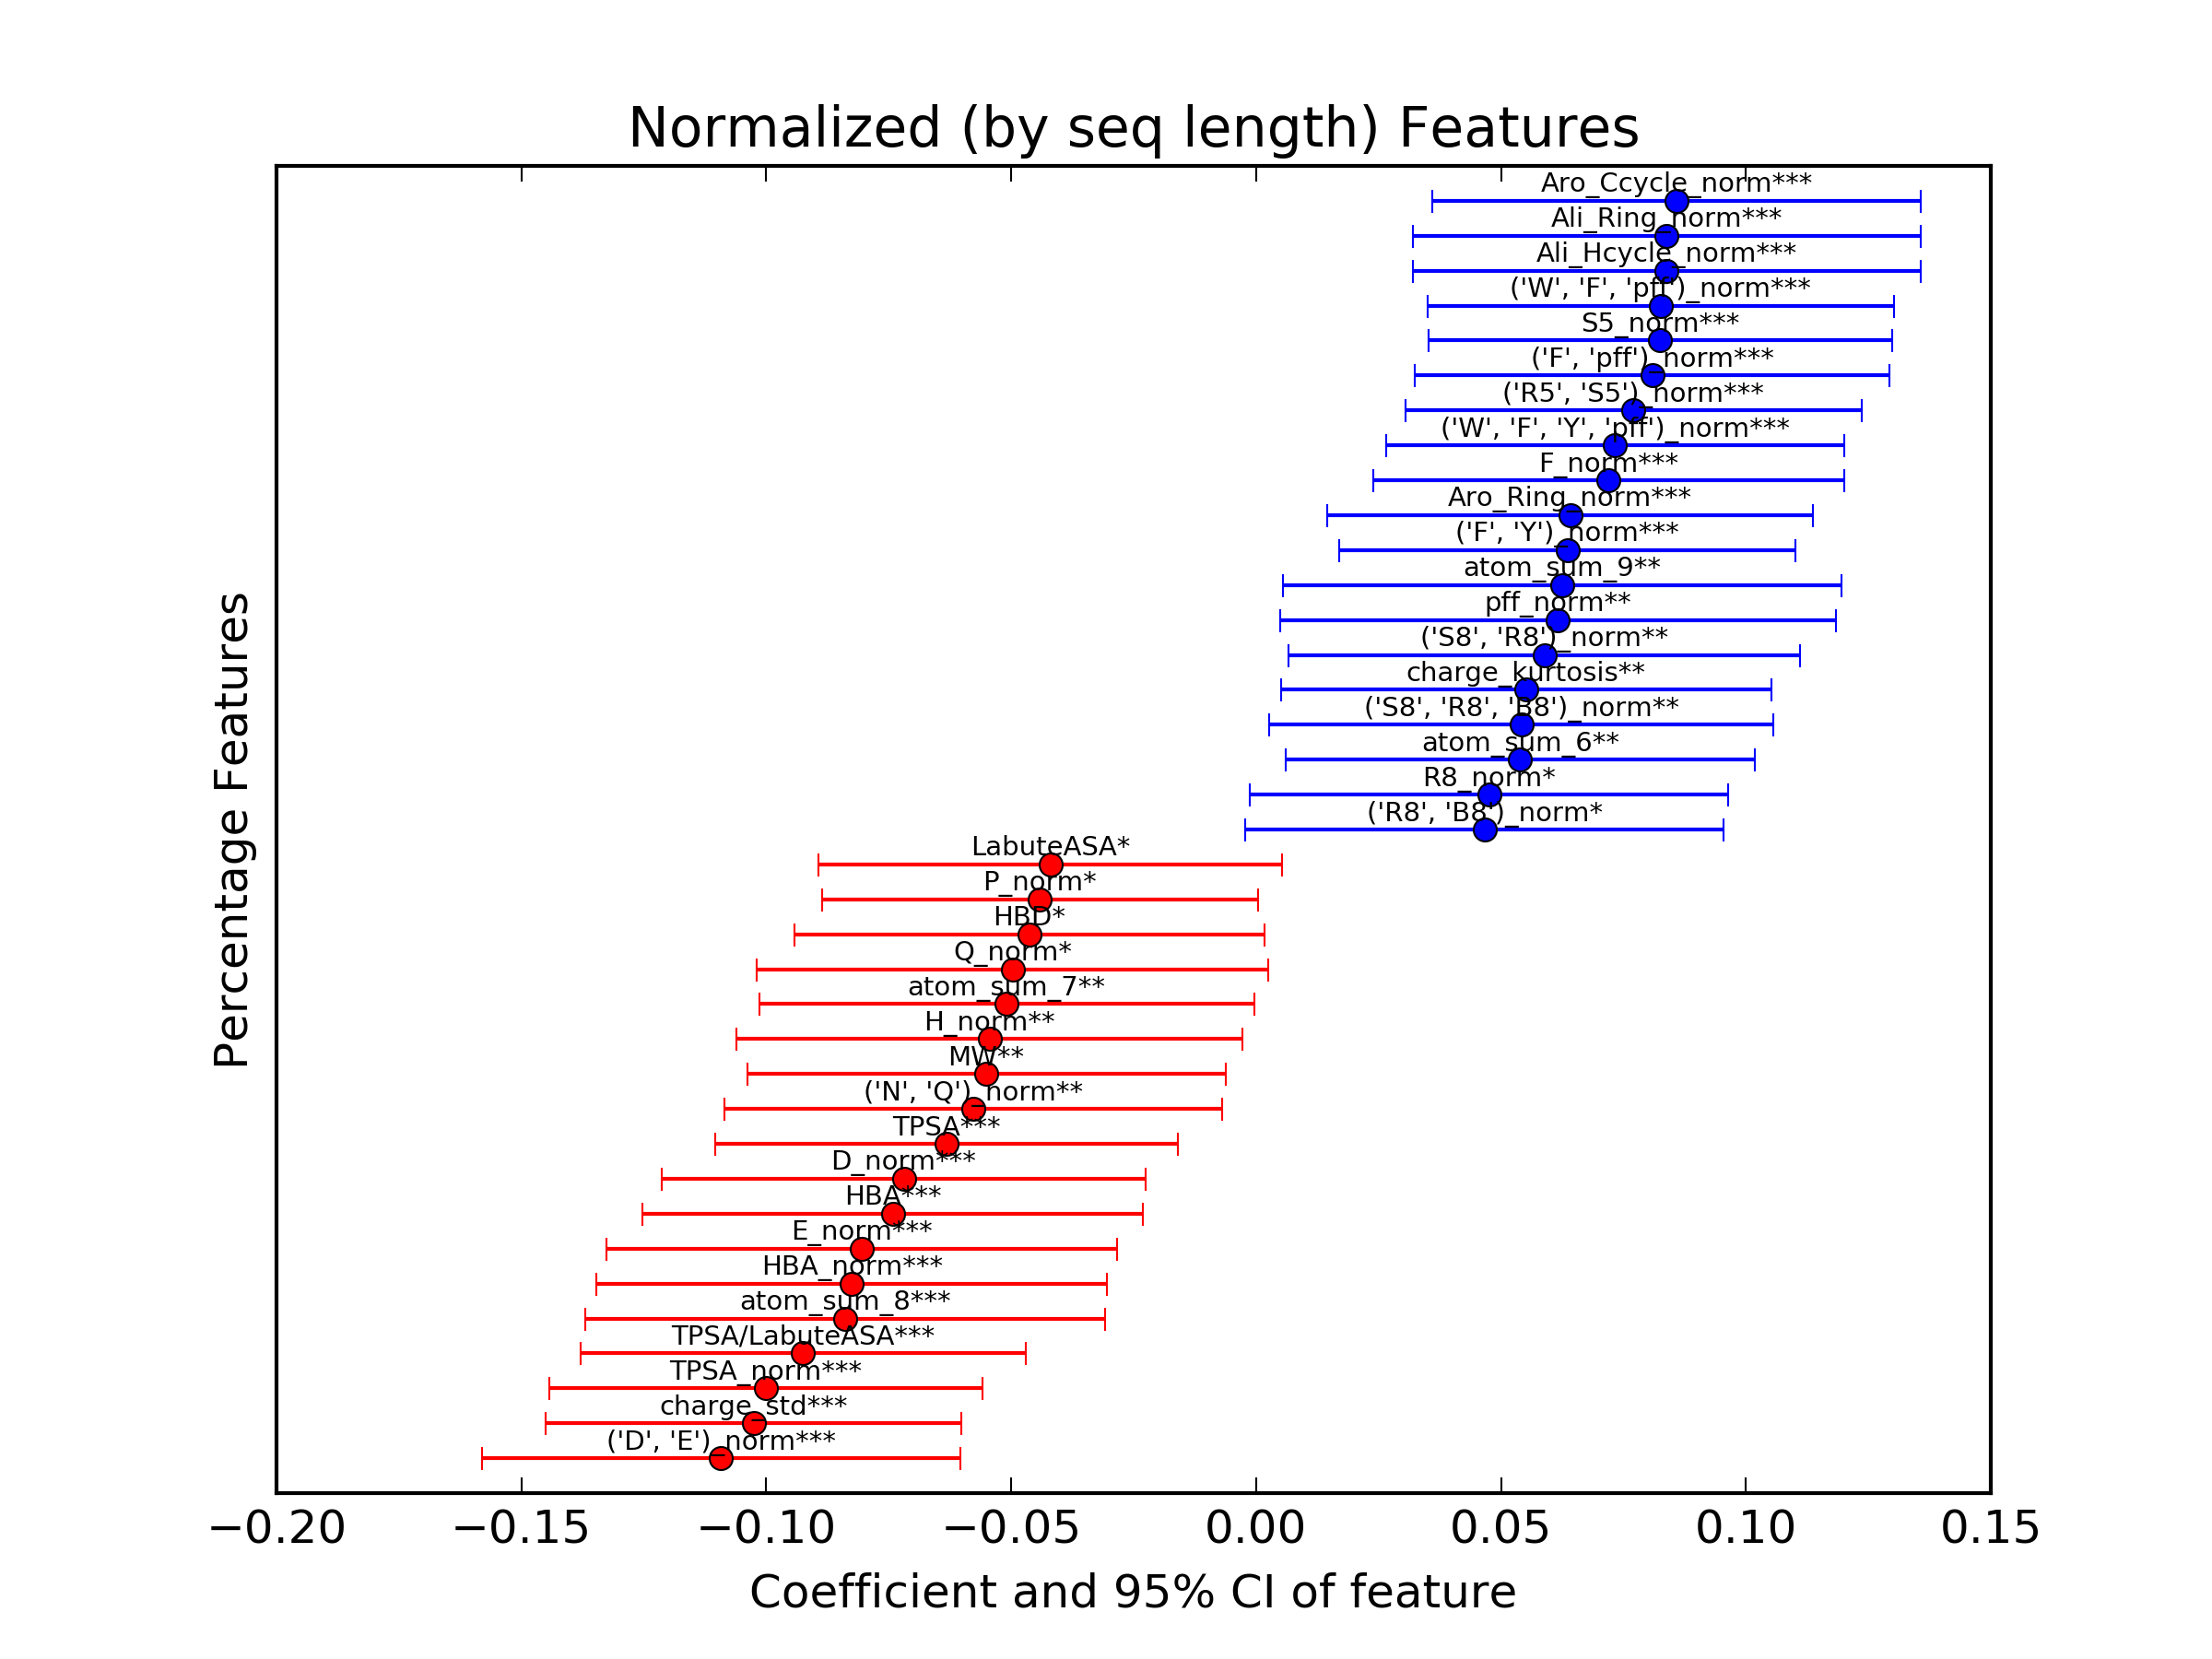 Normalized (by seq length) Features
Aro_Ccycle_norm***
Ali_Ring_norm***
Ali_Hcycle_norm***
('W', 'F', 'pff')_norm***
S5_norm***
('F', 'pff')_norm***
('R5', 'S5')_norm***
('W', 'F', 'Y', 'pff')_norm***
F_norm***
Aro_Ring_norm***
('F', 'Y')_norm***
atom_sum_9**
pff_norm**
('S8', 'R8')_norm**
charge_kurtosis**
('S8', 'R8', 'B8')_norm**
atom_sum_6**
R8_norm*
('R8', 'B8')_norm*
LabuteASA*
P_norm*
HBD*
Q_norm*
atom_sum_7**
H_norm**
MW**
('N', 'Q')_norm**
TPSA***
D_norm***
HBA***
E_norm***
HBA_norm***
atom_sum_8***
TPSA/LabuteASA***
TPSA_norm***
charge_std***
('D', 'E')_norm***
Percentage Features
−0.20 −0.15 −0.10 −0.05 0.00 0.05 0.10 0.15
Coefficient and 95% CI of feature